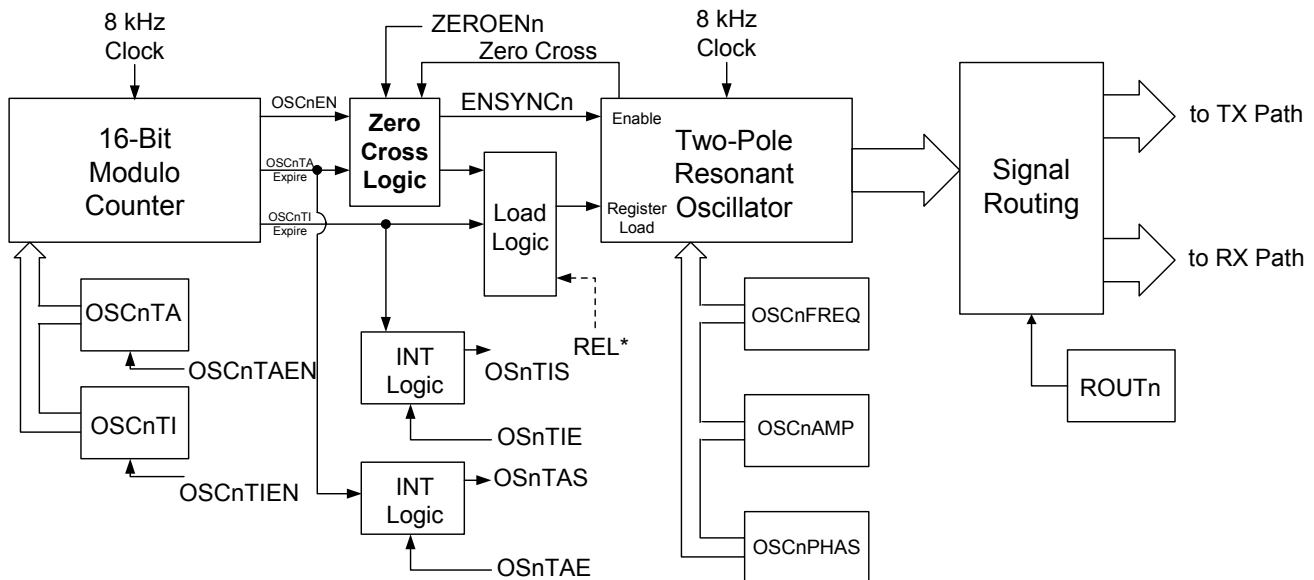 8 kHz
Clock
ZEROENn
Zero Cross
8 kHz
Clock
16-Bit
Modulo
Counter
OSCnEN
OSCnTA
Expire
OSCnTI
Expire
Zero
Cross
Logic
ENSYNCn
Load
Logic
Enable
Register
Load
Two-Pole
Resonant
Oscillator
Signal
Routing
to TX Path
to RX Path
OSCnTA
OSCnTAEN
OSCnTI
OSCnTIEN
INT
Logic
OSnTIS
OSnTIE
REL*
INT
Logic
OSnTAS
OSnTAE
OSCnFREQ
OSCnAMP
OSCnPHAS
ROUTn